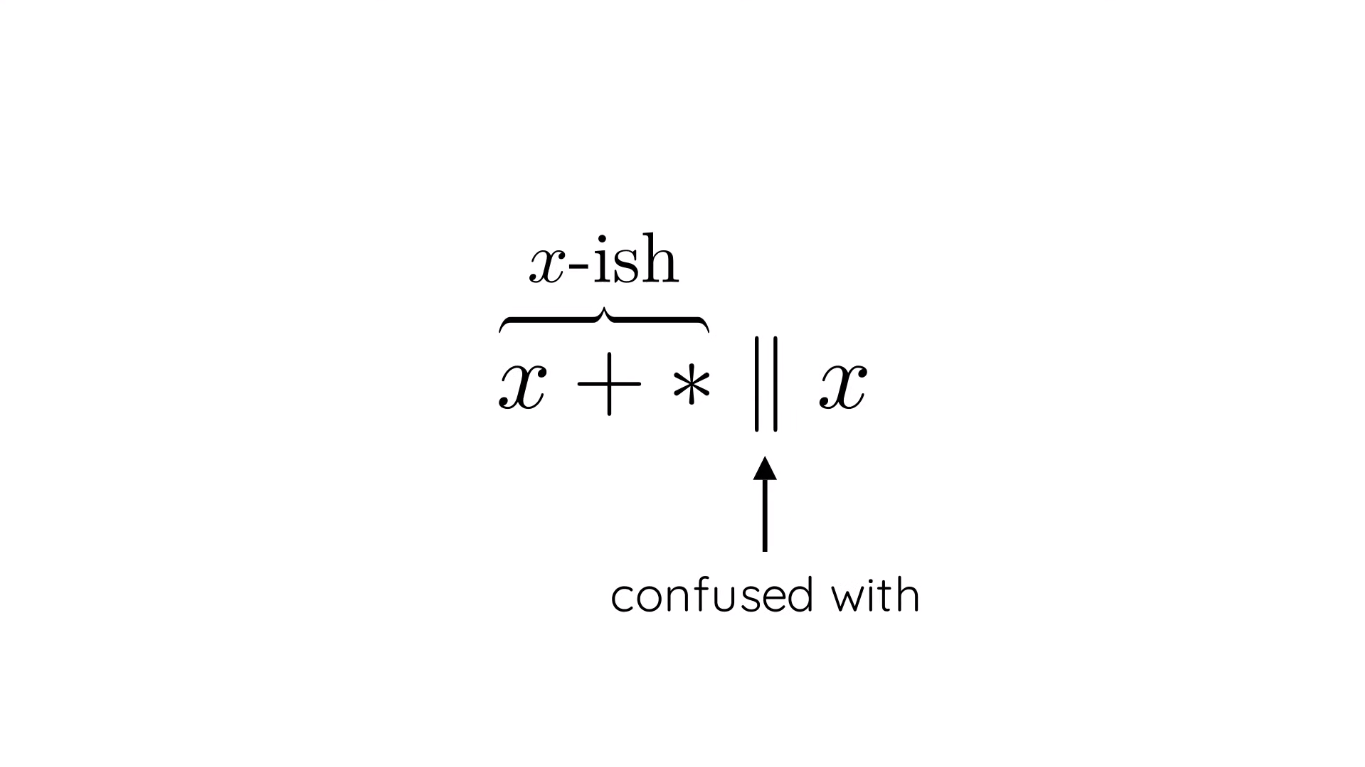 x-ish
x + * ∥ x
confused with